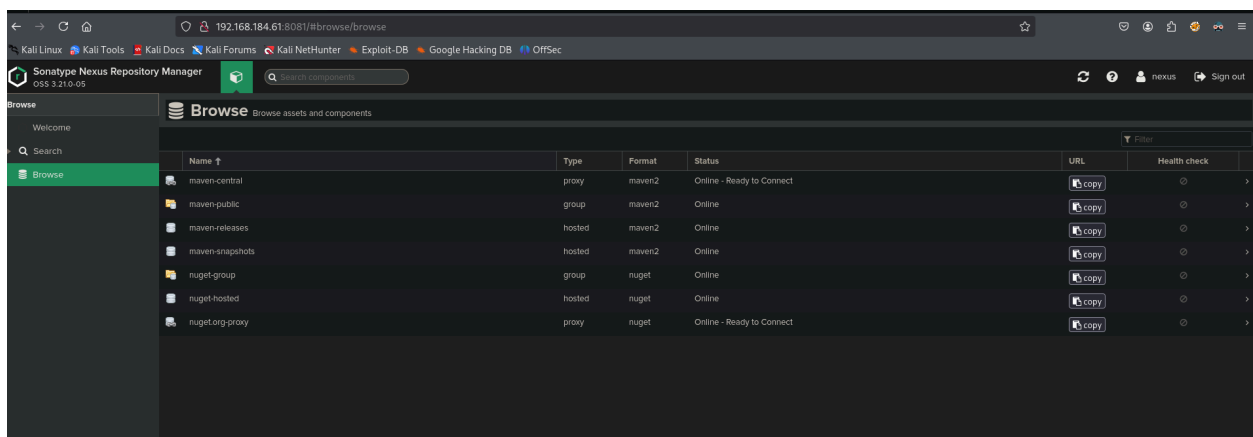 192.168.184.61:8081/#browse/browse
Kali Linux Kali Tools Kali Docs Kali Forums Kali NetHunter Exploit-DB Google Hacking DB OffSec
Sonatype Nexus Repository Manager
OSS 3.21.0-05
Search components
nexus Sign out
Browse
Welcome
Search
Browse
Browse Browse assets and components
Filter
Name Type Format Status URL Health check
maven-central proxy maven2 Online - Ready to Connect copy
maven-public group maven2 Online copy
maven-releases hosted maven2 Online copy
maven-snapshots hosted maven2 Online copy
nuget-group group nuget Online copy
nuget-hosted hosted nuget Online copy
nuget.org-proxy proxy nuget Online - Ready to Connect copy